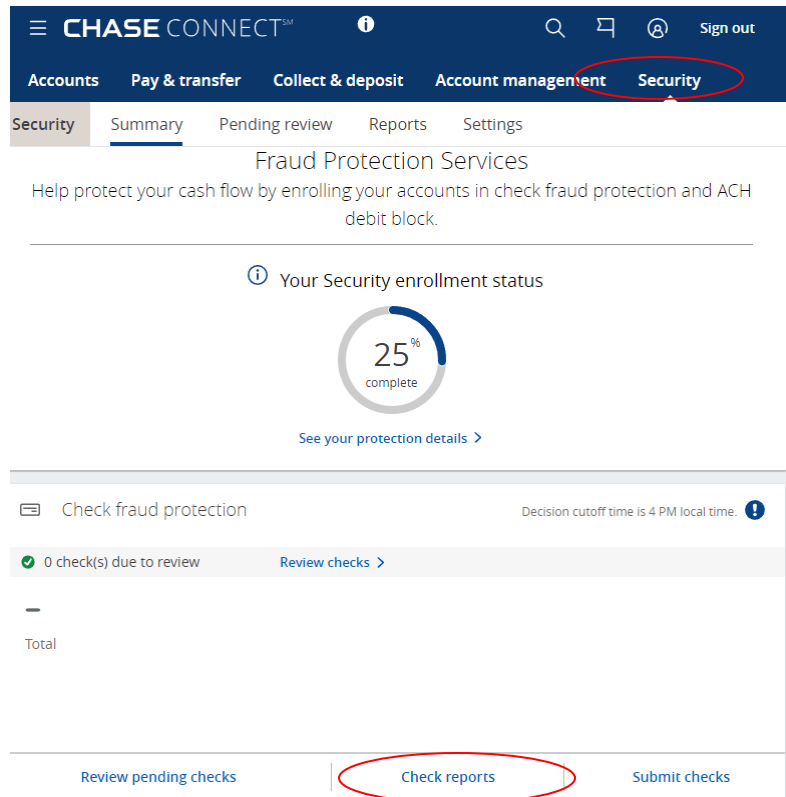 CHASE CONNECT℠
Sign out
Accounts Pay & transfer Collect & deposit Account management Security
Security Summary Pending review Reports Settings
Fraud Protection Services
Help protect your cash flow by enrolling your accounts in check fraud protection and ACH
debit block.
Your Security enrollment status
25%
complete
See your protection details
Check fraud protection
Decision cutoff time is 4 PM local time.
0 check(s) due to review
Review checks
Total
Review pending checks
Check reports
Submit checks